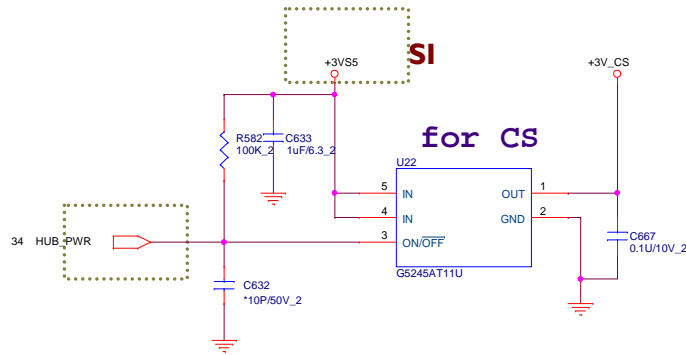 SI
+3VS5
+3V_CS
R582
100K_2
C633
1uF/6.3_2
for CS
U22
5
IN
OUT
1
4
IN
GND
2
3
ON/OFF
G5245AT11U
34
HUB_PWR
C667
0.1U/10V_2
C632
*10P/50V_2